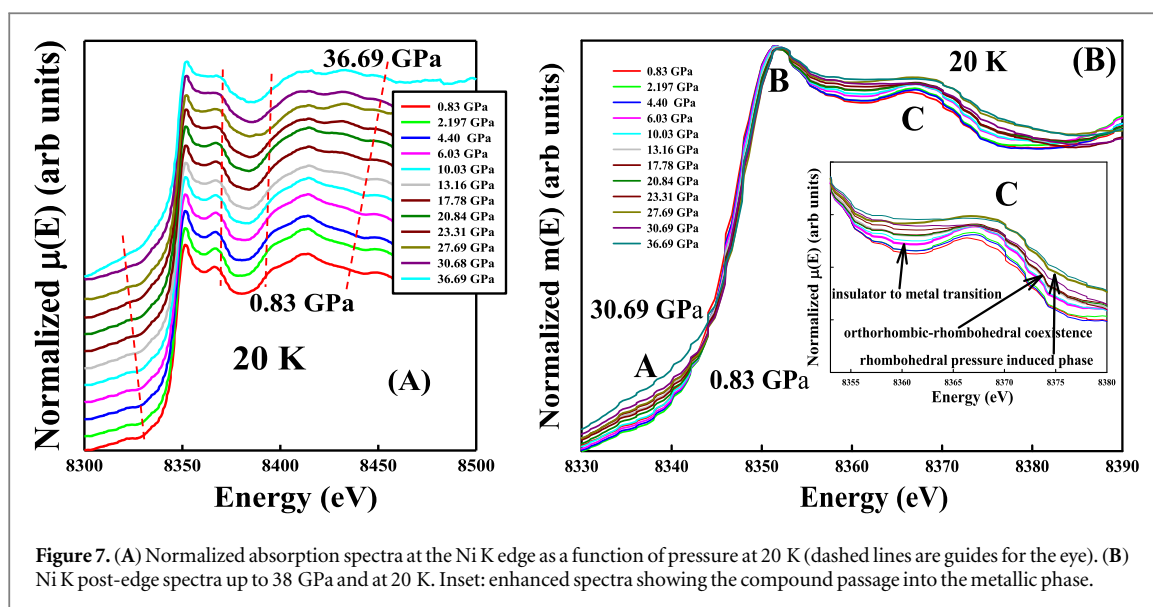 Normalized μ(E) (arb units)
36.69 GPa
0.83 GPa
2.197 GPa
4.40 GPa
6.03 GPa
10.03 GPa
13.16 GPa
17.78 GPa
20.84 GPa
23.31 GPa
27.69 GPa
30.68 GPa
36.69 GPa
0.83 GPa
20 K
(A)
8300 8350 8400 8450 8500
Energy (eV)
Normalized m(E) (arb units)
20 K
(B)
B
C
0.83 GPa
2.197 GPa
4.40 GPa
6.03 GPa
10.03 GPa
13.16 GPa
17.78 GPa
20.84 GPa
23.31 GPa
27.69 GPa
30.69 GPa
36.69 GPa
30.69 GPa
A
0.83 GPa
Normalized μ(E) (arb units)
C
insulator to metal transition
orthorhombic-rhombohedral coexistence
rhombohedral pressure induced phase
8355 8360 8365 8370 8375 8380
Energy (eV)
8330 8340 8350 8360 8370 8380 8390
Energy (eV)
Figure 7. (A) Normalized absorption spectra at the Ni K edge as a function of pressure at 20 K (dashed lines are guides for the eye). (B)
Ni K post-edge spectra up to 38 GPa and at 20 K. Inset: enhanced spectra showing the compound passage into the metallic phase.